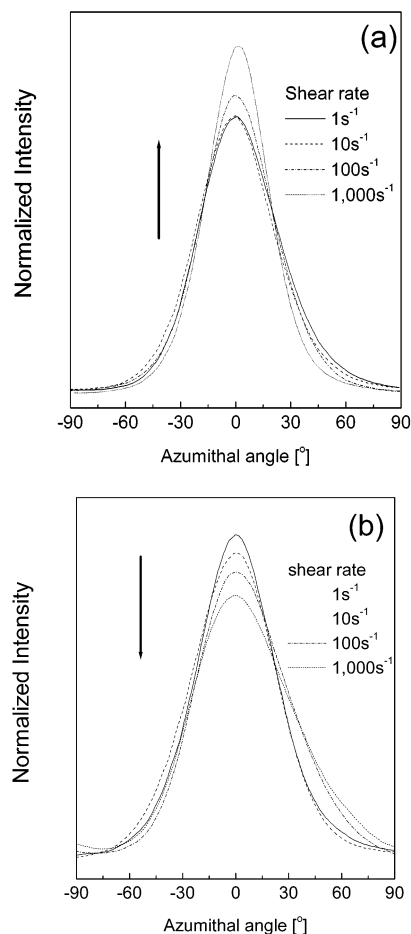 (a)
Shear rate
1s⁻¹
10s⁻¹
100s⁻¹
1,000s⁻¹
Normalized Intensity
-90 -60 -30 0 30 60 90
Azumithal angle [°]
(b)
shear rate
1s⁻¹
10s⁻¹
100s⁻¹
1,000s⁻¹
Normalized Intensity
-90 -60 -30 0 30 60 90
Azumithal angle [°]